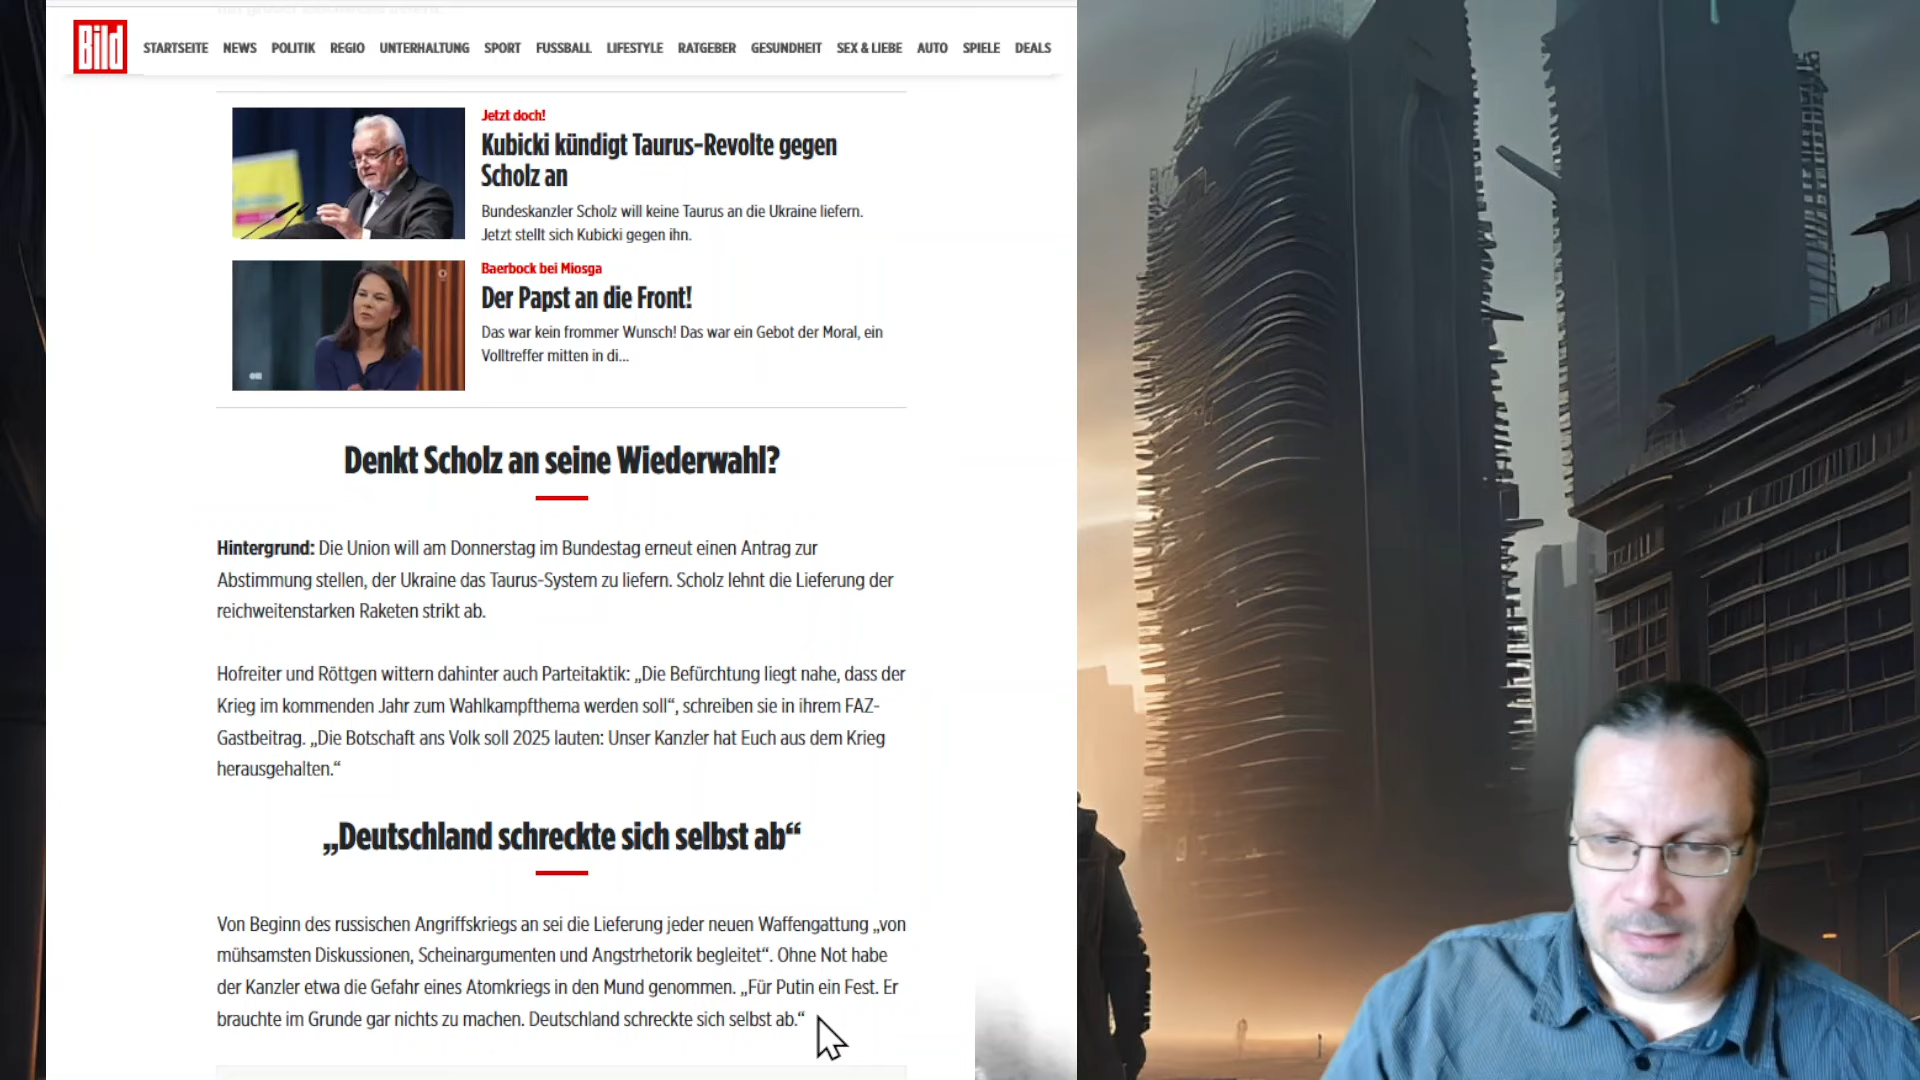 Bild
STARTSEITE NEWS POLITIK REGIO UNTERHALTUNG SPORT FUSSBALL LIFESTYLE RATGEBER GESUNDHEIT SEX & LIEBE AUTO SPIELE DEALS
Jetzt doch!
Kubicki kündigt Taurus-Revolte gegen
Scholz an
Bundeskanzler Scholz will keine Taurus an die Ukraine liefern.
Jetzt stellt sich Kubicki gegen ihn.
Baerbock bei Miosga
Der Papst an die Front!
Das war kein frommer Wunsch! Das war ein Gebot der Moral, ein
Volltreffer mitten in di...
Denkt Scholz an seine Wiederwahl?
Hintergrund: Die Union will am Donnerstag im Bundestag erneut einen Antrag zur
Abstimmung stellen, der Ukraine das Taurus-System zu liefern. Scholz lehnt die Lieferung der
reichweitenstarken Raketen strikt ab.
Hofreiter und Röttgen wittern dahinter auch Parteitaktik: „Die Befürchtung liegt nahe, dass der
Krieg im kommenden Jahr zum Wahlkampfthema werden soll“, schreiben sie in ihrem FAZ-
Gastbeitrag. „Die Botschaft ans Volk soll 2025 lauten: Unser Kanzler hat Euch aus dem Krieg
herausgehalten.“
„Deutschland schreckte sich selbst ab“
Von Beginn des russischen Angriffskriegs an sei die Lieferung jeder neuen Waffengattung „von
mühsamsten Diskussionen, Scheinargumenten und Angstrhetorik begleitet“. Ohne Not habe
der Kanzler etwa die Gefahr eines Atomkriegs in den Mund genommen. „Für Putin ein Fest. Er
brauchte im Grunde gar nichts zu machen. Deutschland schreckte sich selbst ab.“